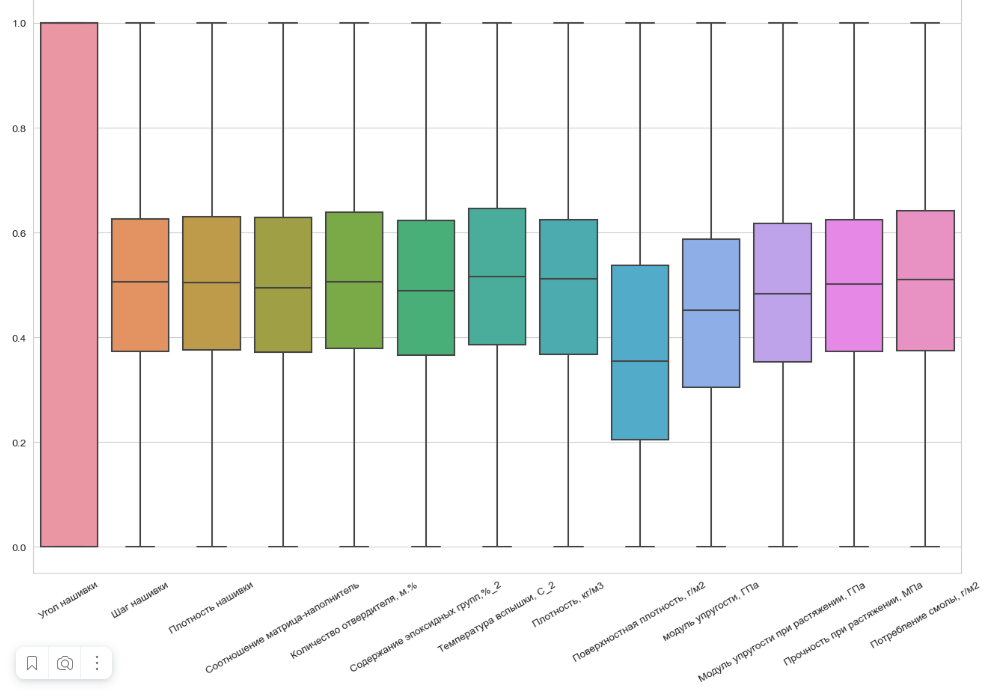 1.0
0.8
0.6
0.4
0.2
0.0
Угол нашивки
Шаг нашивки
Плотность нашивки
Соотношение матрица-наполнитель
Количество отвердителя, м.%
Содержание эпоксидных групп,%_2
Температура вспышки, С_2
Плотность, кг/м3
Поверхностная плотность, г/м2
модуль упругости, ГПа
Модуль упругости при растяжении, ГПа
Прочность при растяжении, МПа
Потребление смолы, г/м2